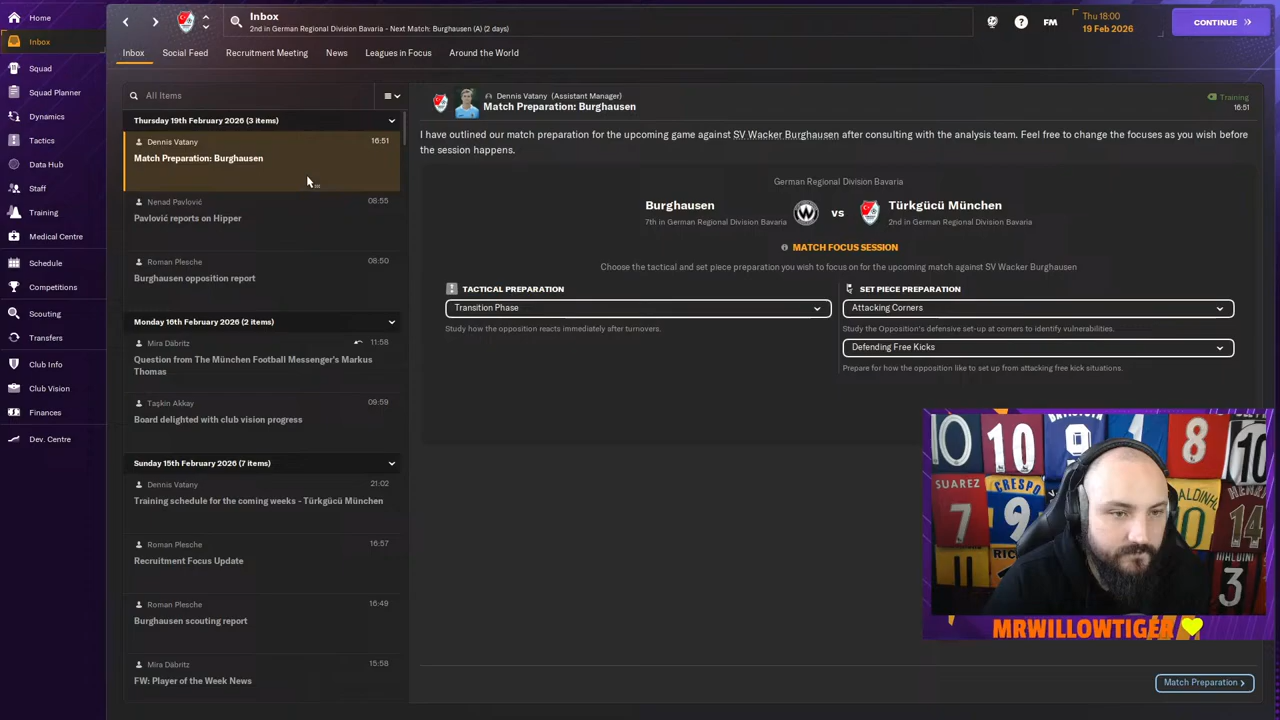 Home
Inbox
Squad
Squad Planner
Dynamics
Tactics
Data Hub
Staff
Training
Medical Centre
Schedule
Competitions
Scouting
Transfers
Club Info
Club Vision
Finances
Dev. Centre
Inbox
2nd in German Regional Division Bavaria - Next Match: Burghausen (A) (2 days)
FM
Thu 18:00
19 Feb 2026
CONTINUE
Inbox
Social Feed
Recruitment Meeting
News
Leagues in Focus
Around the World
All Items
Thursday 19th February 2026 (3 items)
Dennis Vatany 16:51
Match Preparation: Burghausen
Nenad Pavlović 08:55
Pavlović reports on Hipper
Roman Plesche 08:50
Burghausen opposition report
Monday 16th February 2026 (2 items)
Mira Däbritz 11:58
Question from The München Football Messenger's Markus
Thomas
Taşkin Akkay 09:59
Board delighted with club vision progress
Sunday 15th February 2026 (7 items)
Dennis Vatany 21:02
Training schedule for the coming weeks - Türkgücü München
Roman Plesche 16:57
Recruitment Focus Update
Roman Plesche 16:49
Burghausen scouting report
Mira Däbritz 15:58
FW: Player of the Week News
Dennis Vatany (Assistant Manager)
Match Preparation: Burghausen
Training
16:51
I have outlined our match preparation for the upcoming game against SV Wacker Burghausen after consulting with the analysis team. Feel free to change the focuses as you wish before
the session happens.
German Regional Division Bavaria
Burghausen
7th in German Regional Division Bavaria
vs
Türkgücü München
2nd in German Regional Division Bavaria
MATCH FOCUS SESSION
Choose the tactical and set piece preparation you wish to focus on for the upcoming match against SV Wacker Burghausen
TACTICAL PREPARATION
Transition Phase
Study how the opposition reacts immediately after turnovers.
SET PIECE PREPARATION
Attacking Corners
Study the Opposition's defensive set-up at corners to identify vulnerabilities.
Defending Free Kicks
Prepare for how the opposition like to set up from attacking free kick situations.
10
10
9
8
10
SUAREZ
7
CRESPO
9
10
14
11
3
MRWILLOWTIGER
Match Preparation